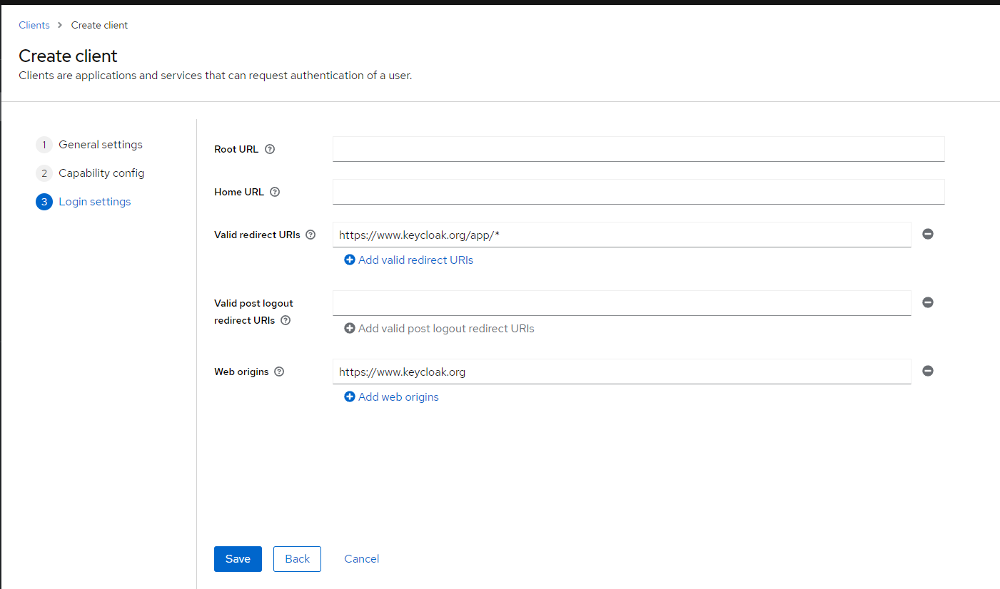 Clients > Create client
Create client
Clients are applications and services that can request authentication of a user.
1 General settings
2 Capability config
3 Login settings
Root URL
Home URL
Valid redirect URIs
https://www.keycloak.org/app/*
Add valid redirect URIs
Valid post logout
redirect URIs
Add valid post logout redirect URIs
Web origins
https://www.keycloak.org
Add web origins
Save Back Cancel